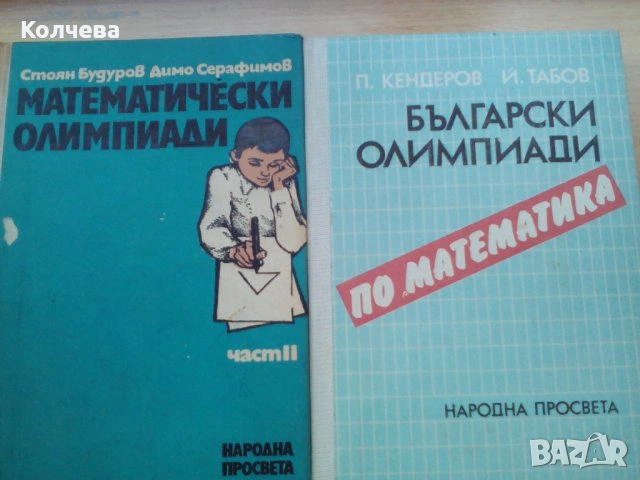 Колчева
Стоян Будуров Димо Серафимов
МАТЕМАТИЧЕСКИ
ОЛИМПИАДИ
част II
НАРОДНА
ПРОСВЕТА
П. КЕНДЕРОВ И. ТАБОВ
БЪЛГАРСКИ
ОЛИМПИАДИ
ПО МАТЕМАТИКА
НАРОДНА ПРОСВЕТА
BAZAR